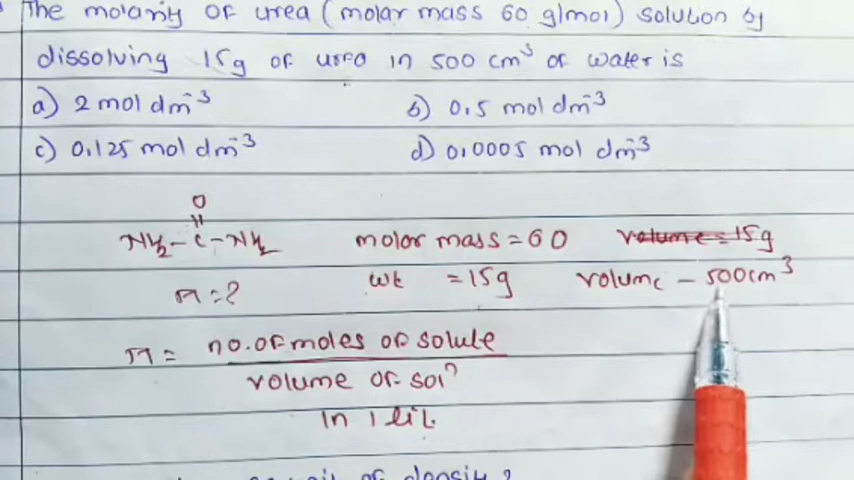 The molarity of urea (molar mass 60 g/mol) solution by
dissolving 15g of urea in 500 cm³ of water is
a) 2 mol dm⁻³ b) 0.5 mol dm⁻³
c) 0.125 mol dm⁻³ d) 0.0005 mol dm⁻³
O
NH₂-C-NH₂ molar mass = 60 volume = 15g
M = ? wt = 15g volume - 500cm³
M = no. of moles of solute
volume of solⁿ
in 1 lit.
of density?